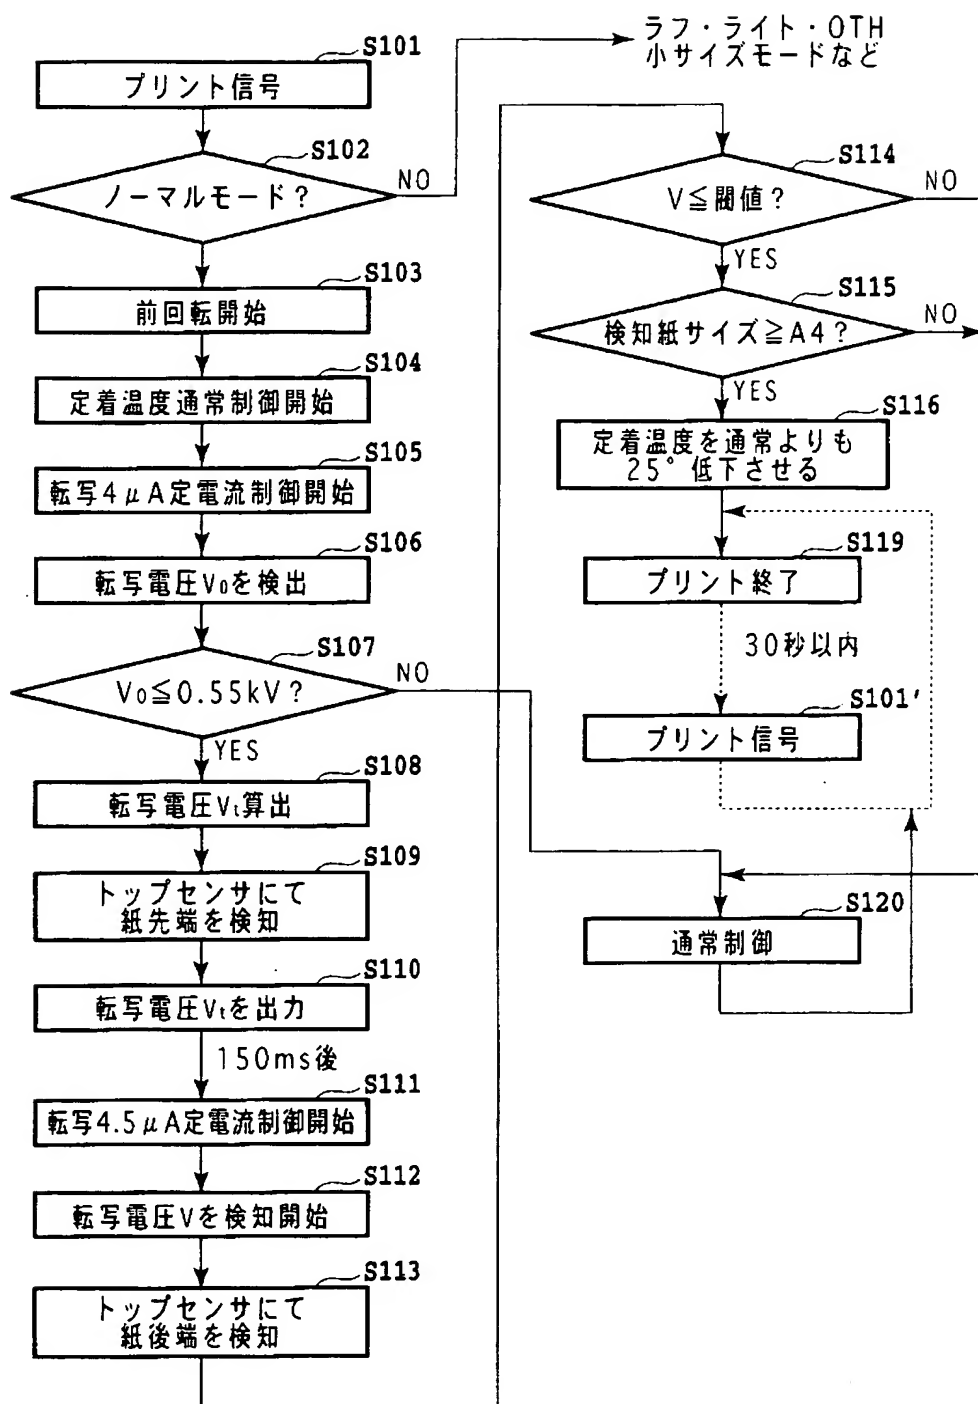 S101
プリント信号
ラフ・ライト・OTH
小サイズモードなど
S102
ノーマルモード?
NO
S103
前回転開始
S104
定着温度通常制御開始
S105
転写4μA定電流制御開始
S106
転写電圧V₀を検出
S107
V₀≦0.55kV?
NO
YES
S108
転写電圧Vt算出
S109
トップセンサにて
紙先端を検知
S110
転写電圧Vtを出力
150ms後
S111
転写4.5μA定電流制御開始
S112
転写電圧Vを検知開始
S113
トップセンサにて
紙後端を検知
S114
V≦閾値?
NO
YES
S115
検知紙サイズ≧A4?
NO
YES
S116
定着温度を通常よりも
25°低下させる
S119
プリント終了
30秒以内
S101'
プリント信号
S120
通常制御